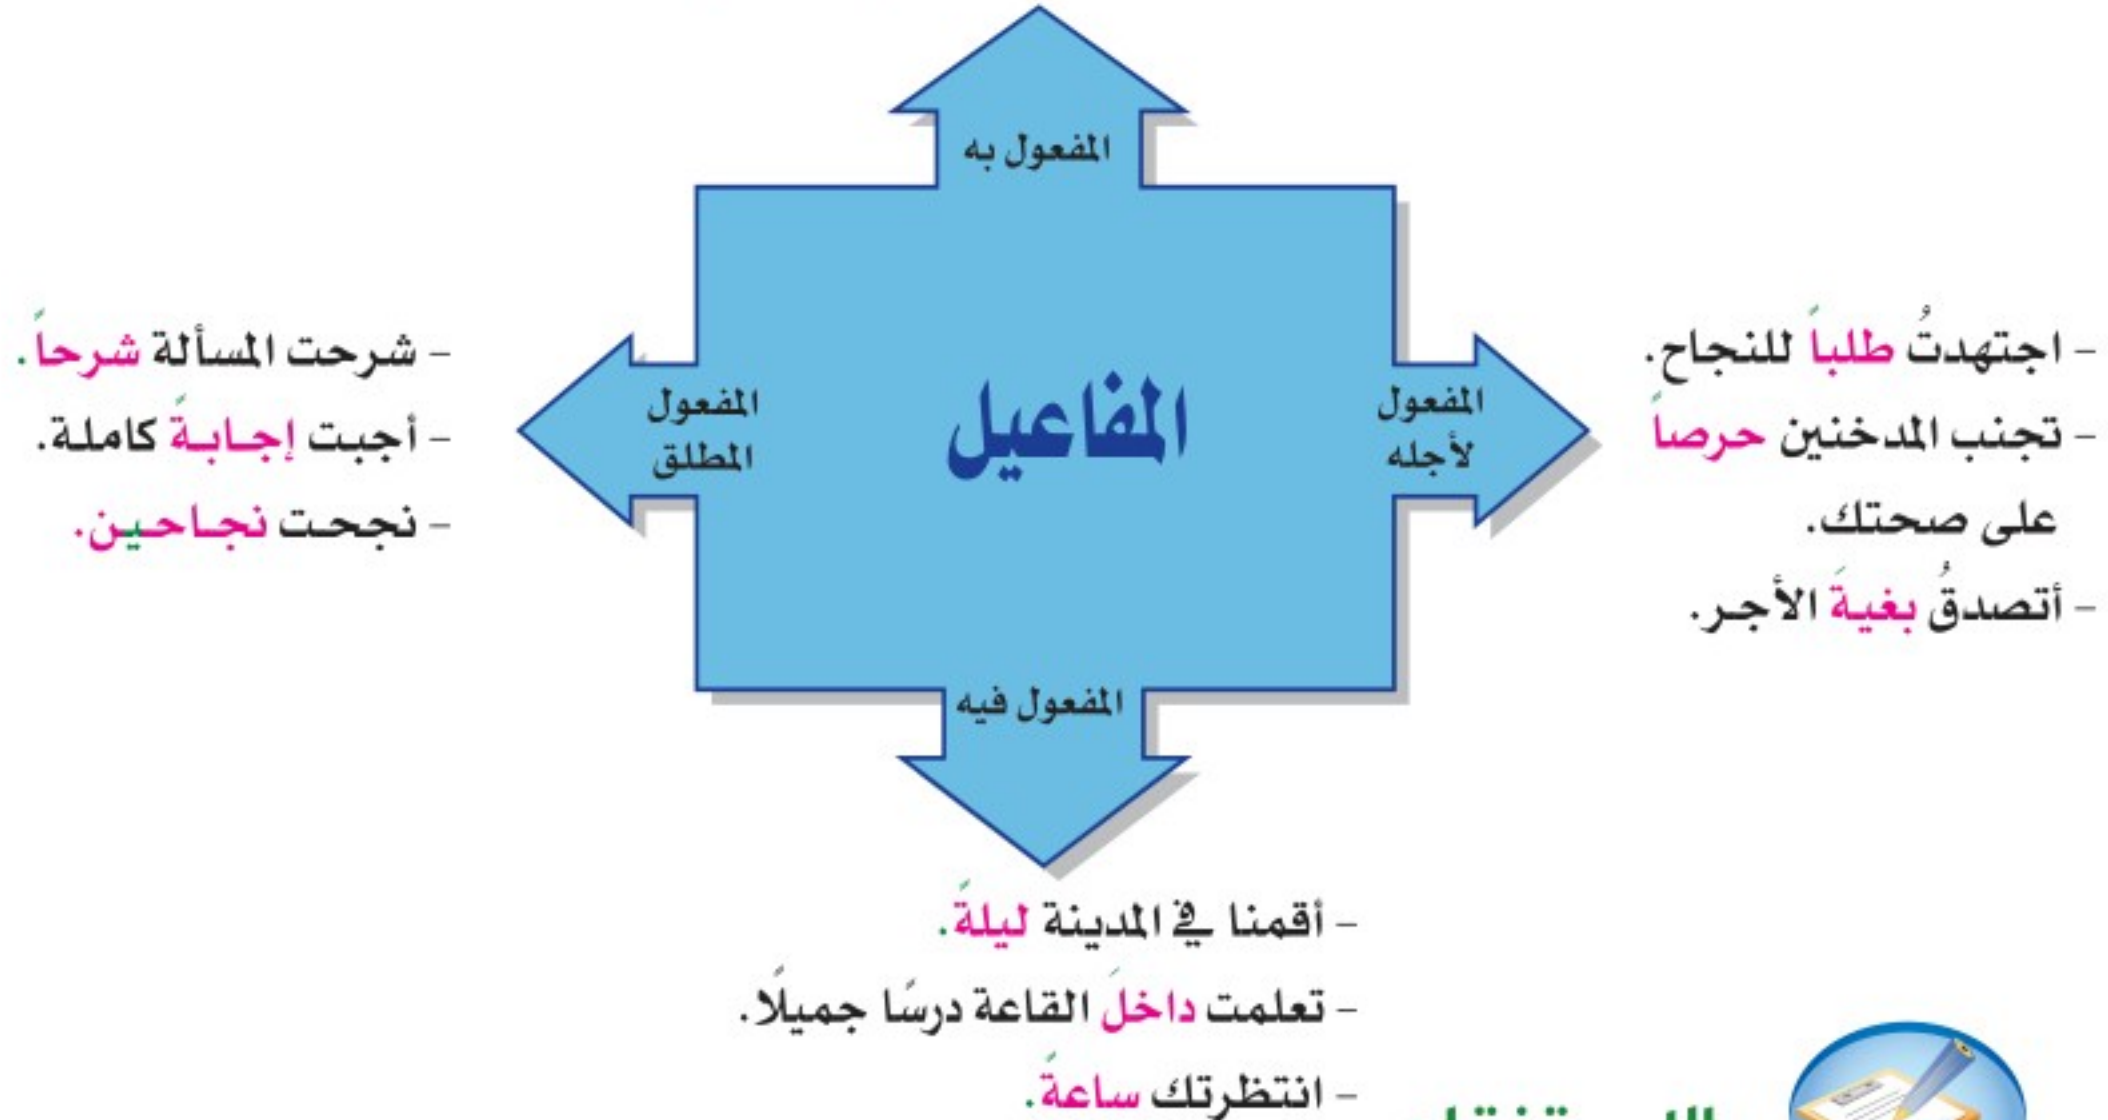 المفعول به
المفاعيل
المفعول
لأجله
- اجتهدتُ طلباً للنجاح.
- تجنب المدخنين حرصاً
على صحتك.
- أتصدقُ بغيةَ الأجر.
المفعول
المطلق
- شرحت المسألة شرحاً.
- أجبت إجابةً كاملة.
- نجحت نجاحين.
المفعول فيه
- أقمنا في المدينة ليلةً.
- تعلمت داخلَ القاعة درسًا جميلًا.
- انتظرتك ساعةً.